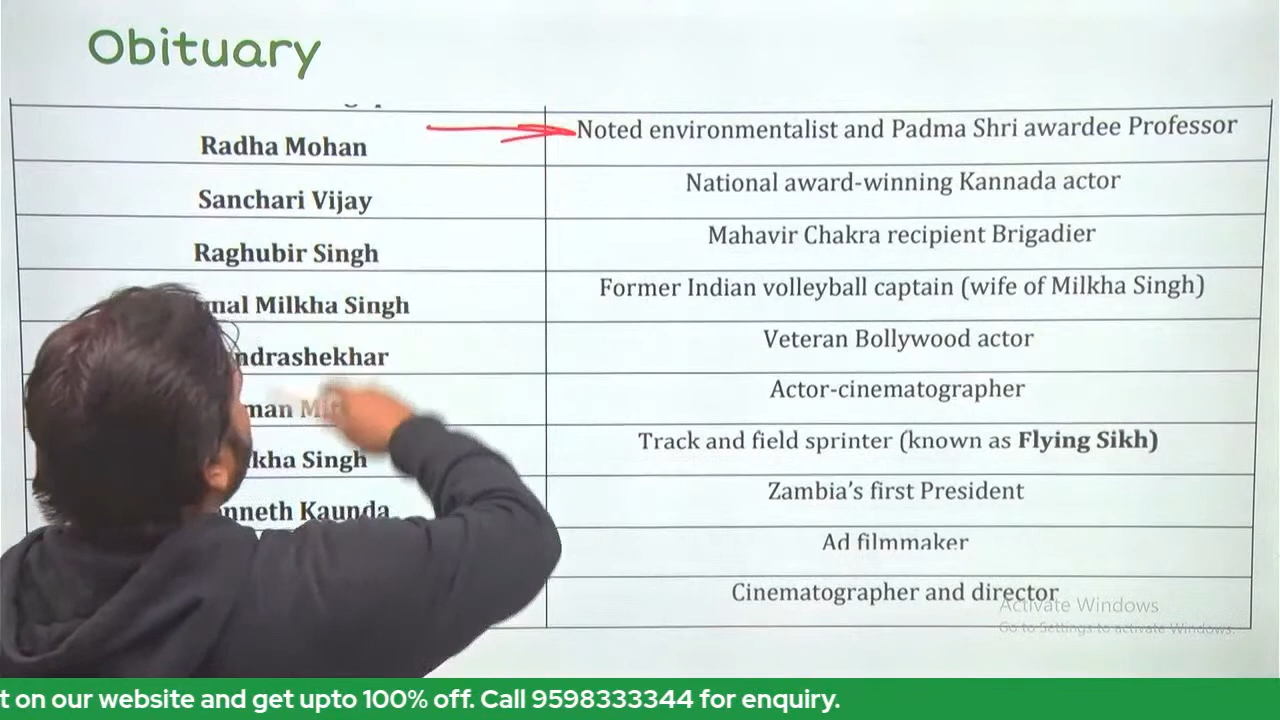 Obituary
Radha Mohan Noted environmentalist and Padma Shri awardee Professor
Sanchari Vijay National award-winning Kannada actor
Raghubir Singh Mahavir Chakra recipient Brigadier
Milkha Singh Former Indian volleyball captain (wife of Milkha Singh)
Veteran Bollywood actor
Actor-cinematographer
Singh Track and field sprinter (known as Flying Sikh)
Kaunda Zambia's first President
Ad filmmaker
Cinematographer and director
Activate Windows
Go to Settings to activate Windows.
t on our website and get upto 100% off. Call 9598333344 for enquiry.